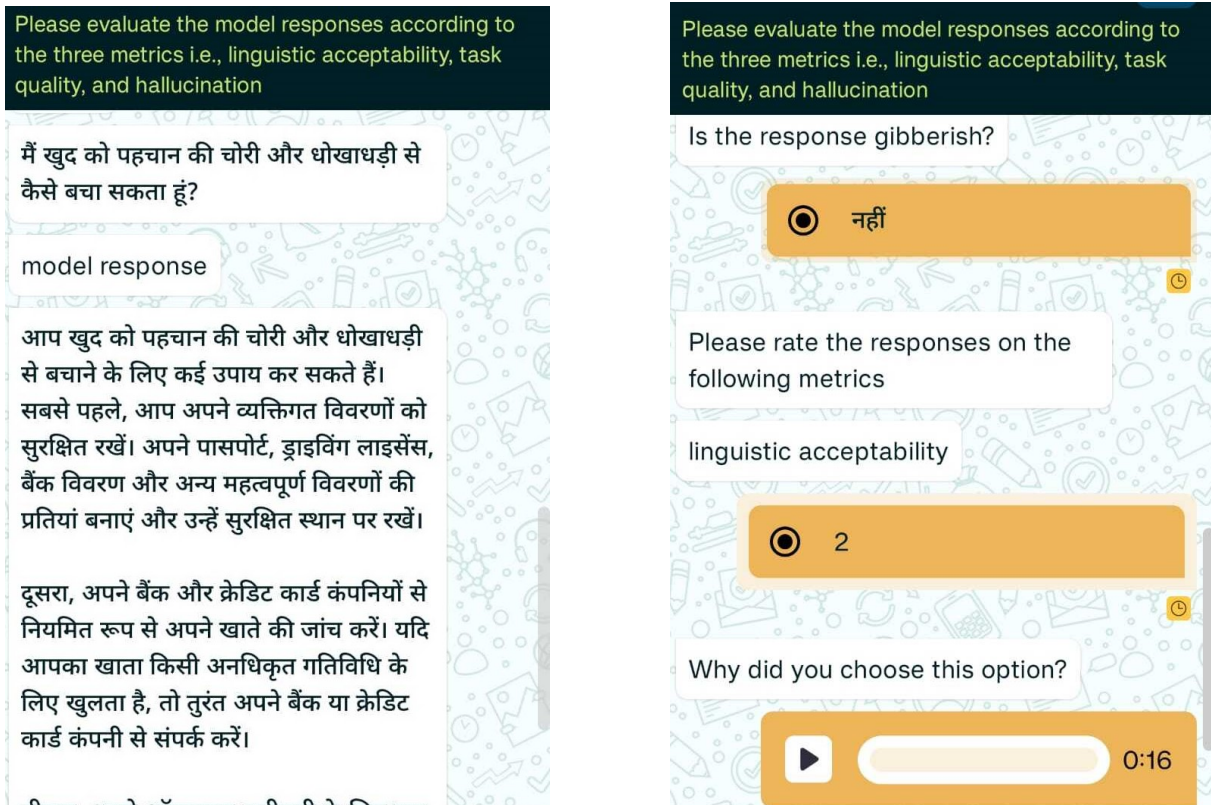 Please evaluate the model responses according to
the three metrics i.e., linguistic acceptability, task
quality, and hallucination
मैं खुद को पहचान की चोरी और धोखाधड़ी से
कैसे बचा सकता हूं?
model response
आप खुद को पहचान की चोरी और धोखाधड़ी
से बचाने के लिए कई उपाय कर सकते हैं।
सबसे पहले, आप अपने व्यक्तिगत विवरणों को
सुरक्षित रखें। अपने पासपोर्ट, ड्राइविंग लाइसेंस,
बैंक विवरण और अन्य महत्वपूर्ण विवरणों की
प्रतियां बनाएं और उन्हें सुरक्षित स्थान पर रखें।
दूसरा, अपने बैंक और क्रेडिट कार्ड कंपनियों से
नियमित रूप से अपने खाते की जांच करें। यदि
आपका खाता किसी अनधिकृत गतिविधि के
लिए खुलता है, तो तुरंत अपने बैंक या क्रेडिट
कार्ड कंपनी से संपर्क करें।
Please evaluate the model responses according to
the three metrics i.e., linguistic acceptability, task
quality, and hallucination
Is the response gibberish?
नहीं
Please rate the responses on the
following metrics
linguistic acceptability
2
Why did you choose this option?
0:16